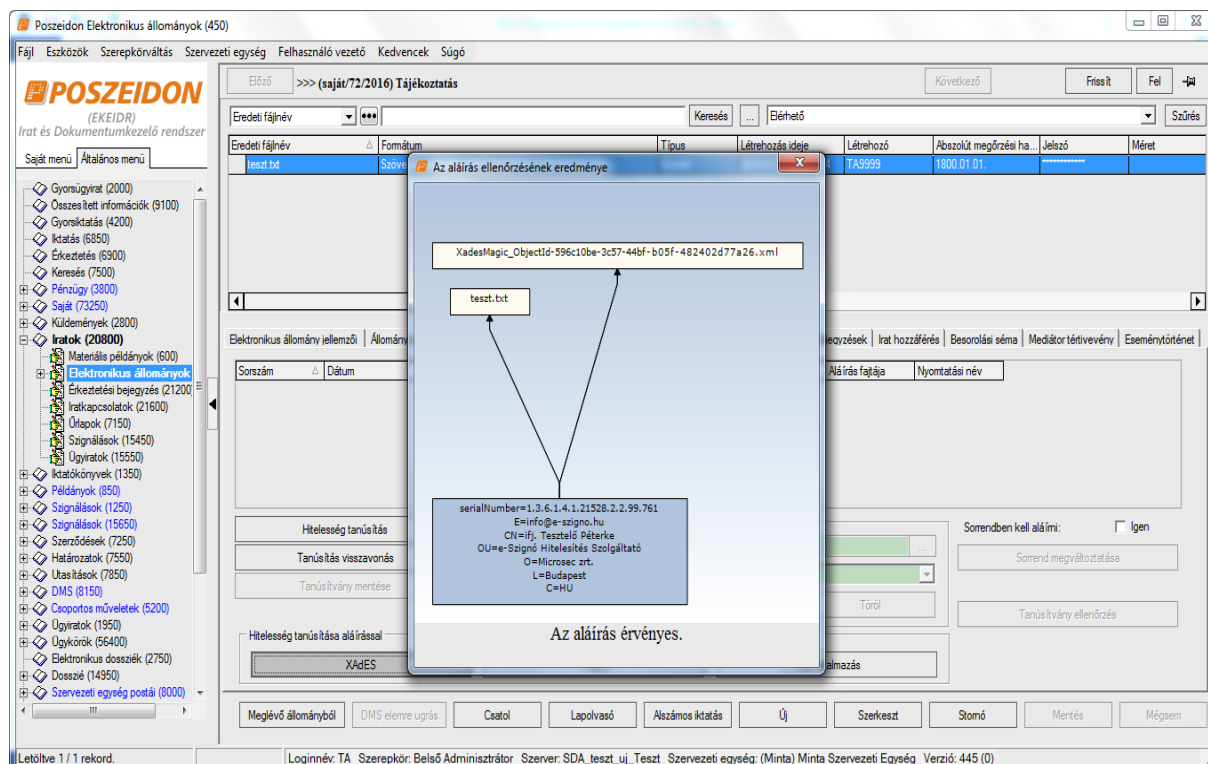 Poszeidon Elektronikus állományok (450)
Fájl Eszközök Szerepkörváltás Szervezeti egység Felhasználó vezető Kedvencek Súgó
POSZEIDON
(EKEIDR)
Irat és Dokumentumkezelő rendszer
Saját menü Általános menü
Gyorsügyirat (2000)
Összesített információk (9100)
Gyorsiktatás (4200)
Iktatás (6850)
Érkeztetés (6900)
Keresés (7500)
Pénzügy (3800)
Saját (73250)
Küldemények (2800)
Iratok (20800)
Materiális példányok (600)
Elektronikus állományok
Érkeztetési bejegyzés (21200)
Iratkapcsolatok (21600)
Űrlapok (7150)
Szignálások (15450)
Ügyiratok (15550)
Iktatókönyvek (1350)
Példányok (850)
Szignálások (1250)
Szignálások (15650)
Szerződések (7250)
Határozatok (7550)
Utasítások (7850)
DMS (8150)
Csoportos műveletek (5200)
Ügyiratok (1950)
Ügykörök (56400)
Elektronikus dossziék (2750)
Dosszié (14950)
Szervezeti egység postái (8000)
Előző >>> (saját/72/2016) Tájékoztatás Következő Frissít Fel
Eredeti fájlnév Keresés ... Elérhető Szűrés
Eredeti fájlnév Formátum Típus Létrehozás ideje Létrehozó Abszolút megőrzési ha... Jelszó Méret
teszt.txt Szöve 4 TA9999 1800.01.01. ************
Az aláírás ellenőrzésének eredménye
XadesMagic_ObjectId-596c10be-3c57-44bf-b05f-482402d77a26.xml
teszt.txt
serialNumber=1.3.6.1.4.1.21528.2.2.99.761
E=info@e-szigno.hu
CN=ifj. Tesztelő Péterke
OU=e-Szignó Hitelesítés Szolgáltató
O=Microsec zrt.
L=Budapest
C=HU
Az aláírás érvényes.
Elektronikus állomány jellemzői Állomány egyzések Irat hozzáférés Besorolási séma Mediátor tértivevény Eseménytörténet
Sorszám Dátum Aláírás fajtája Nyomtatási név
Hitelesség tanúsítás
Tanúsítás visszavonás
Tanúsítvány mentése
Sorrendben kell aláírni: Igen
... Sorrend megváltoztatása
Töröl Tanúsítvány ellenőrzés
Hitelesség tanúsítása aláírással
XAdES almazás
Meglévő állományból DMS elemre ugrás Csatol Lapolvasó Alszámos iktatás Új Szerkeszt Stornó Mentés Mégsem
Letöltve 1 / 1 rekord. Loginnév: TA Szerepkör: Belső Adminisztrátor Szerver: SDA_teszt_uj_Teszt Szervezeti egység: (Minta) Minta Szervezeti Egység Verzió: 445 (0)